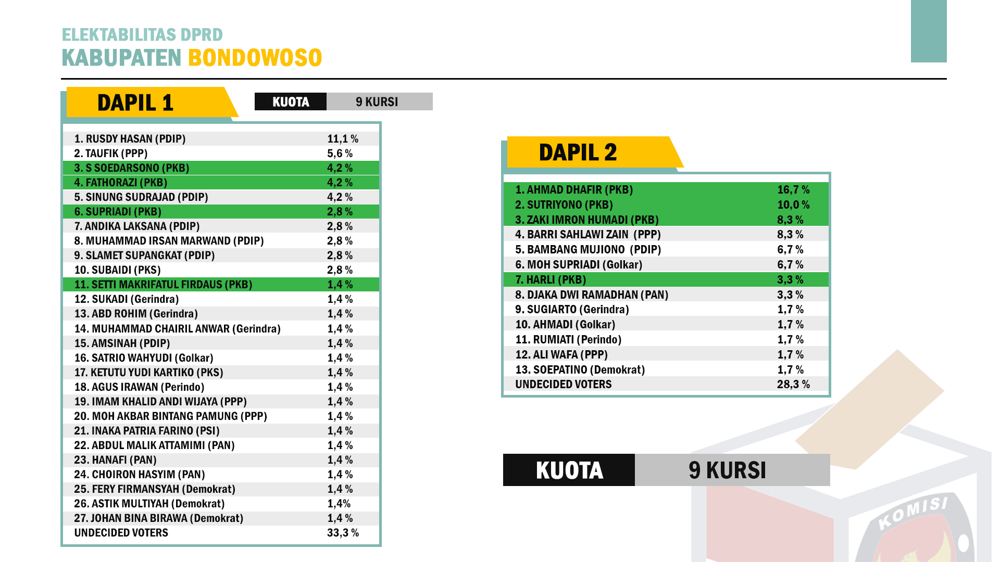 ELEKTABILITAS DPRD
KABUPATEN BONDOWOSO
DAPIL 1
KUOTA 9 KURSI
1. RUSDY HASAN (PDIP) 11,1 %
2. TAUFIK (PPP) 5,6 %
3. S SOEDARSONO (PKB) 4,2 %
4. FATHORAZI (PKB) 4,2 %
5. SINUNG SUDRAJAD (PDIP) 4,2 %
6. SUPRIADI (PKB) 2,8 %
7. ANDIKA LAKSANA (PDIP) 2,8 %
8. MUHAMMAD IRSAN MARWAND (PDIP) 2,8 %
9. SLAMET SUPANGKAT (PDIP) 2,8 %
10. SUBAIDI (PKS) 2,8 %
11. SETTI MAKRIFATUL FIRDAUS (PKB) 1,4 %
12. SUKADI (Gerindra) 1,4 %
13. ABD ROHIM (Gerindra) 1,4 %
14. MUHAMMAD CHAIRIL ANWAR (Gerindra) 1,4 %
15. AMSINAH (PDIP) 1,4 %
16. SATRIO WAHYUDI (Golkar) 1,4 %
17. KETUTU YUDI KARTIKO (PKS) 1,4 %
18. AGUS IRAWAN (Perindo) 1,4 %
19. IMAM KHALID ANDI WIJAYA (PPP) 1,4 %
20. MOH AKBAR BINTANG PAMUNG (PPP) 1,4 %
21. INAKA PATRIA FARINO (PSI) 1,4 %
22. ABDUL MALIK ATTAMIMI (PAN) 1,4 %
23. HANAFI (PAN) 1,4 %
24. CHOIRON HASYIM (PAN) 1,4 %
25. FERY FIRMANSYAH (Demokrat) 1,4 %
26. ASTIK MULTIYAH (Demokrat) 1,4%
27. JOHAN BINA BIRAWA (Demokrat) 1,4 %
UNDECIDED VOTERS 33,3 %
DAPIL 2
1. AHMAD DHAFIR (PKB) 16,7 %
2. SUTRIYONO (PKB) 10,0 %
3. ZAKI IMRON HUMADI (PKB) 8,3 %
4. BARRI SAHLAWI ZAIN (PPP) 8,3 %
5. BAMBANG MUJIONO (PDIP) 6,7 %
6. MOH SUPRIADI (Golkar) 6,7 %
7. HARLI (PKB) 3,3 %
8. DJAKA DWI RAMADHAN (PAN) 3,3 %
9. SUGIARTO (Gerindra) 1,7 %
10. AHMADI (Golkar) 1,7 %
11. RUMIATI (Perindo) 1,7 %
12. ALI WAFA (PPP) 1,7 %
13. SOEPATINO (Demokrat) 1,7 %
UNDECIDED VOTERS 28,3 %
KUOTA 9 KURSI
KOMISI